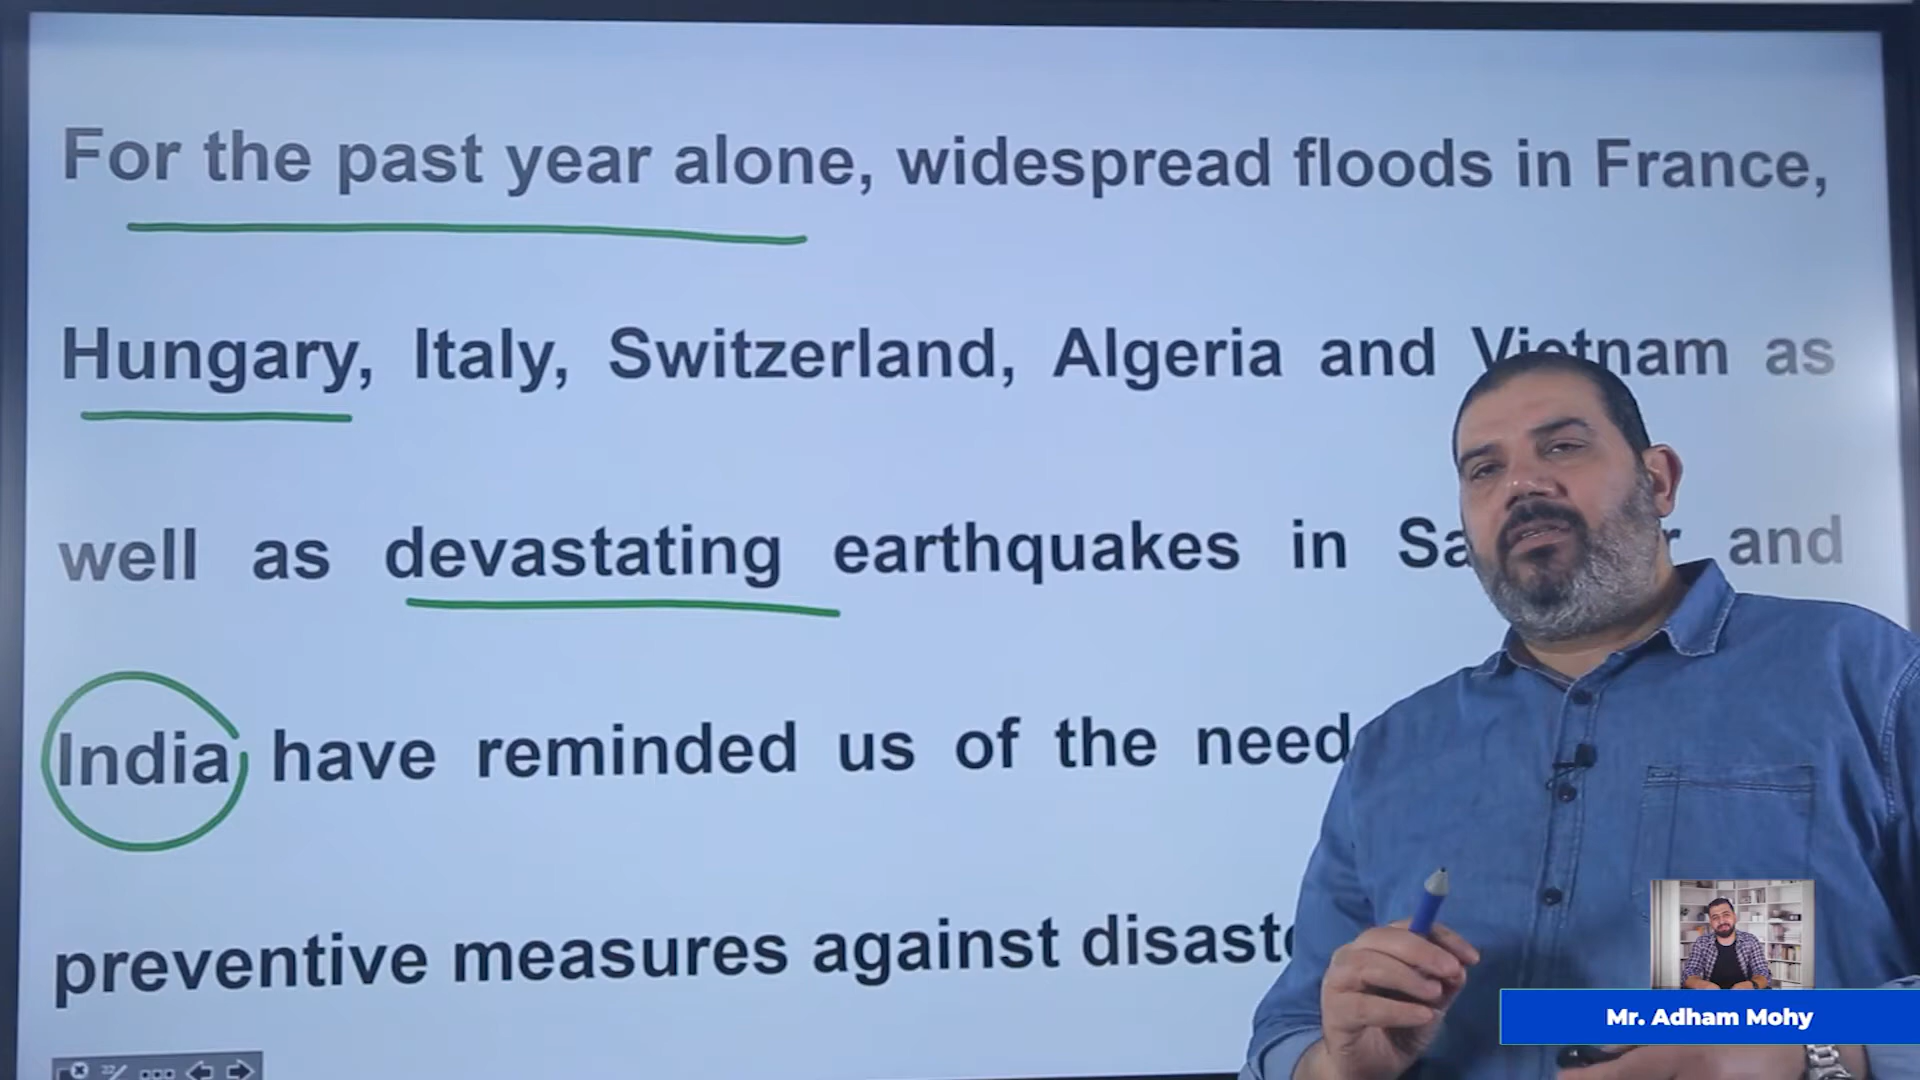 For the past year alone, widespread floods in France,
Hungary, Italy, Switzerland, Algeria and Vietnam as
well as devastating earthquakes in and
India have reminded us of the need
preventive measures against
Mr. Adham Mohy